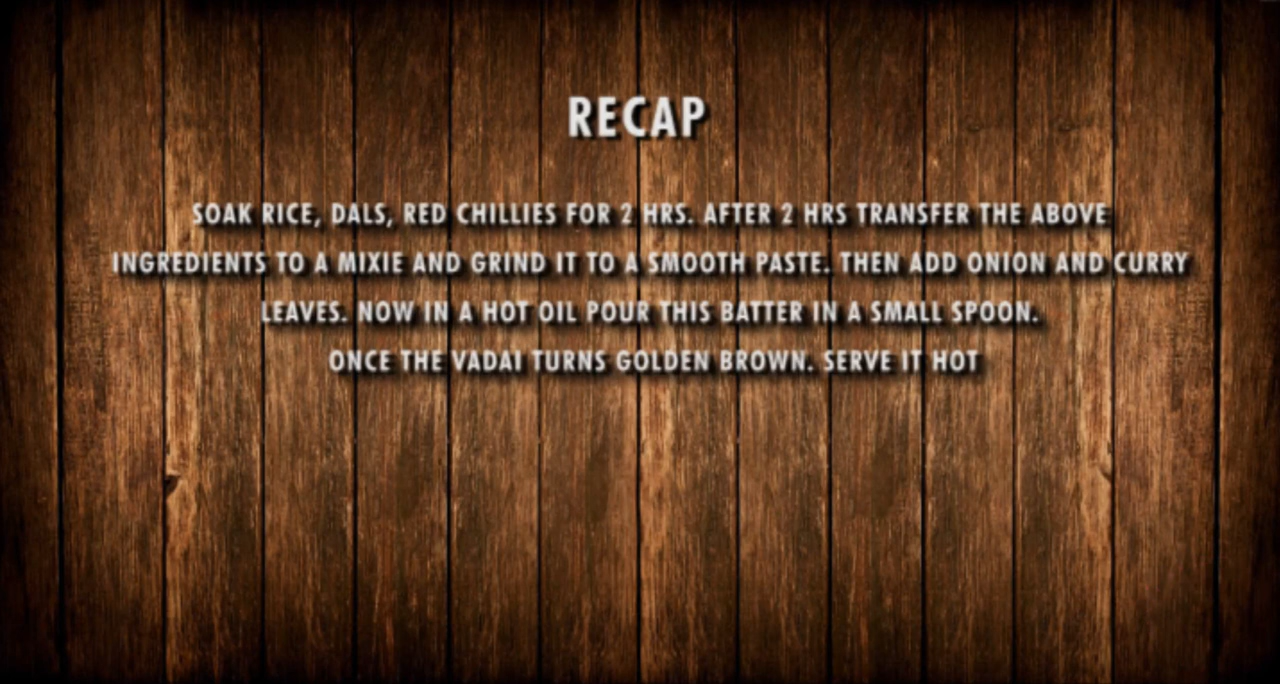 RECAP
SOAK RICE, DALS, RED CHILLIES FOR 2 HRS. AFTER 2 HRS TRANSFER THE ABOVE
INGREDIENTS TO A MIXIE AND GRIND IT TO A SMOOTH PASTE. THEN ADD ONION AND CURRY
LEAVES. NOW IN A HOT OIL POUR THIS BATTER IN A SMALL SPOON.
ONCE THE VADAI TURNS GOLDEN BROWN. SERVE IT HOT